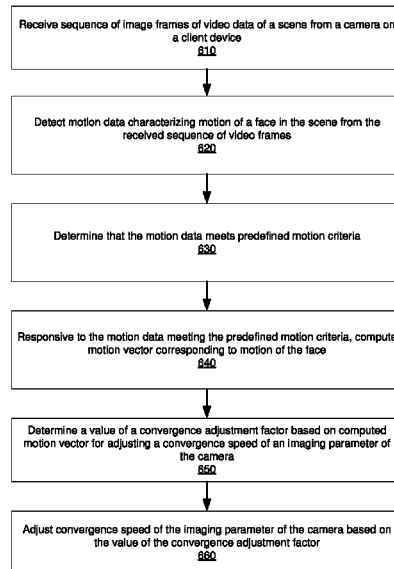 Receive sequence of image frames of video data of a scene from a camera on
a client device
610
Detect motion data characterizing motion of a face in the scene from the
received sequence of video frames
620
Determine that the motion data meets predefined motion criteria
630
Responsive to the motion data meeting the predefined motion criteria, compute
motion vector corresponding to motion of the face
640
Determine a value of a convergence adjustment factor based on computed
motion vector for adjusting a convergence speed of an imaging parameter of
the camera
650
Adjust convergence speed of the imaging parameter of the camera based on
the value of the convergence adjustment factor
660